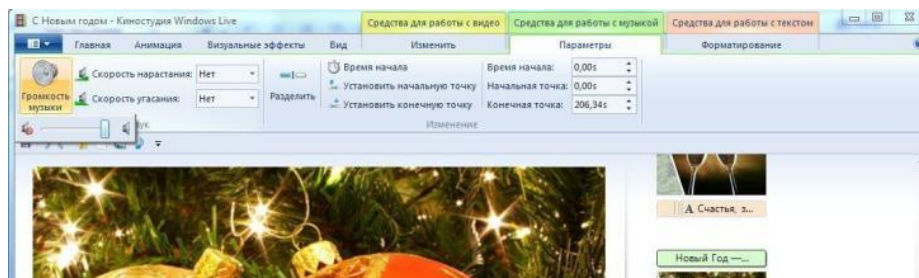 С Новым годом - Киностудия Windows Live
Средства для работы с видео
Средства для работы с музыкой
Средства для работы с текстом
Главная
Анимация
Визуальные эффекты
Вид
Изменить
Параметры
Форматирование
Громкость музыки
Скорость нарастания: Нет
Скорость угасания: Нет
Разделить
Время начала
Установить начальную точку
Установить конечную точку
Время начала: 0,00s
Начальная точка: 0,00s
Конечная точка: 206,34s
Изменение
A Счастья, з...
Новый Год —...